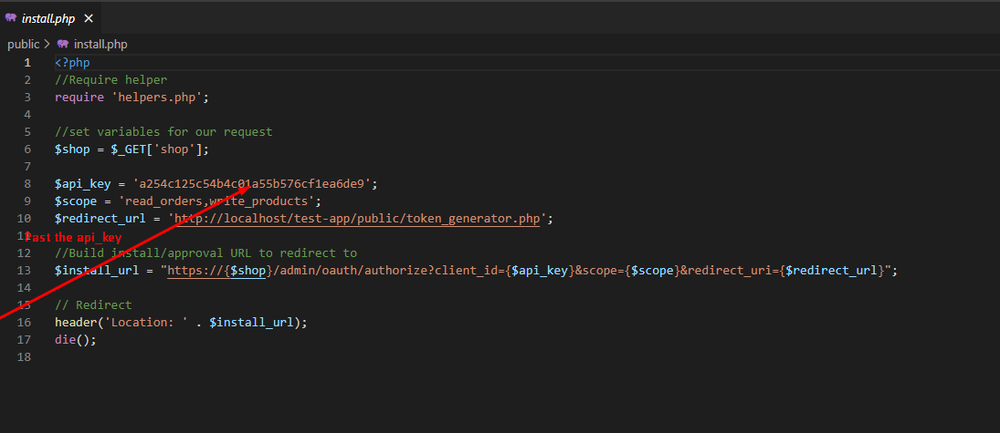 install.php
public > install.php
1 <?php
2 //Require helper
3 require 'helpers.php';
4
5 //set variables for our request
6 $shop = $_GET['shop'];
7
8 $api_key = 'a254c125c54b4c01a55b576cf1ea6de9';
9 $scope = 'read_orders,write_products';
10 $redirect_url = 'http://localhost/test-app/public/token_generator.php';
11
Past the api_key
12 //Build install/approval URL to redirect to
13 $install_url = "https://{$shop}/admin/oauth/authorize?client_id={$api_key}&scope={$scope}&redirect_uri={$redirect_url}";
14
15 // Redirect
16 header('Location: ' . $install_url);
17 die();
18